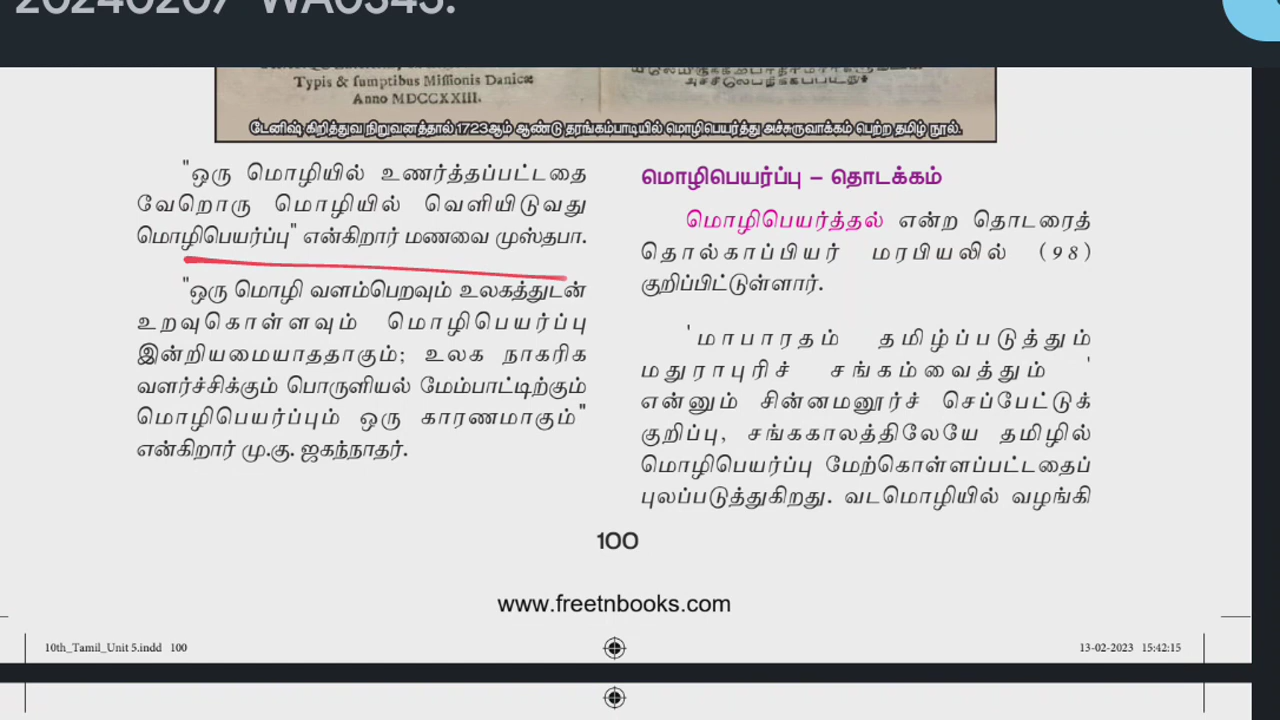 Typis & sumptibus Missionis Danicæ
Anno MDCCXXIII.
டேனிஷ் கிறித்துவ நிறுவனத்தால் 1723ஆம் ஆண்டு தரங்கம்பாடியில் மொழிபெயர்த்து அச்சுருவாக்கம் பெற்ற தமிழ் நூல்.
"ஒரு மொழியில் உணர்த்தப்பட்டதை
வேறொரு மொழியில் வெளியிடுவது
மொழிபெயர்ப்பு" என்கிறார் மணவை முஸ்தபா.
"ஒரு மொழி வளம்பெறவும் உலகத்துடன்
உறவுகொள்ளவும் மொழிபெயர்ப்பு
இன்றியமையாததாகும்; உலக நாகரிக
வளர்ச்சிக்கும் பொருளியல் மேம்பாட்டிற்கும்
மொழிபெயர்ப்பும் ஒரு காரணமாகும்"
என்கிறார் மு.கு. ஜகந்நாதர்.
மொழிபெயர்ப்பு – தொடக்கம்
மொழிபெயர்த்தல் என்ற தொடரைத்
தொல்காப்பியர் மரபியலில் (98)
குறிப்பிட்டுள்ளார்.
'மாபாரதம் தமிழ்ப்படுத்தும்
மதுராபுரிச் சங்கம்வைத்தும் '
என்னும் சின்னமனூர்ச் செப்பேட்டுக்
குறிப்பு, சங்ககாலத்திலேயே தமிழில்
மொழிபெயர்ப்பு மேற்கொள்ளப்பட்டதைப்
புலப்படுத்துகிறது. வடமொழியில் வழங்கி
100
www.freetnbooks.com
10th_Tamil_Unit 5.indd 100
13-02-2023 15:42:15